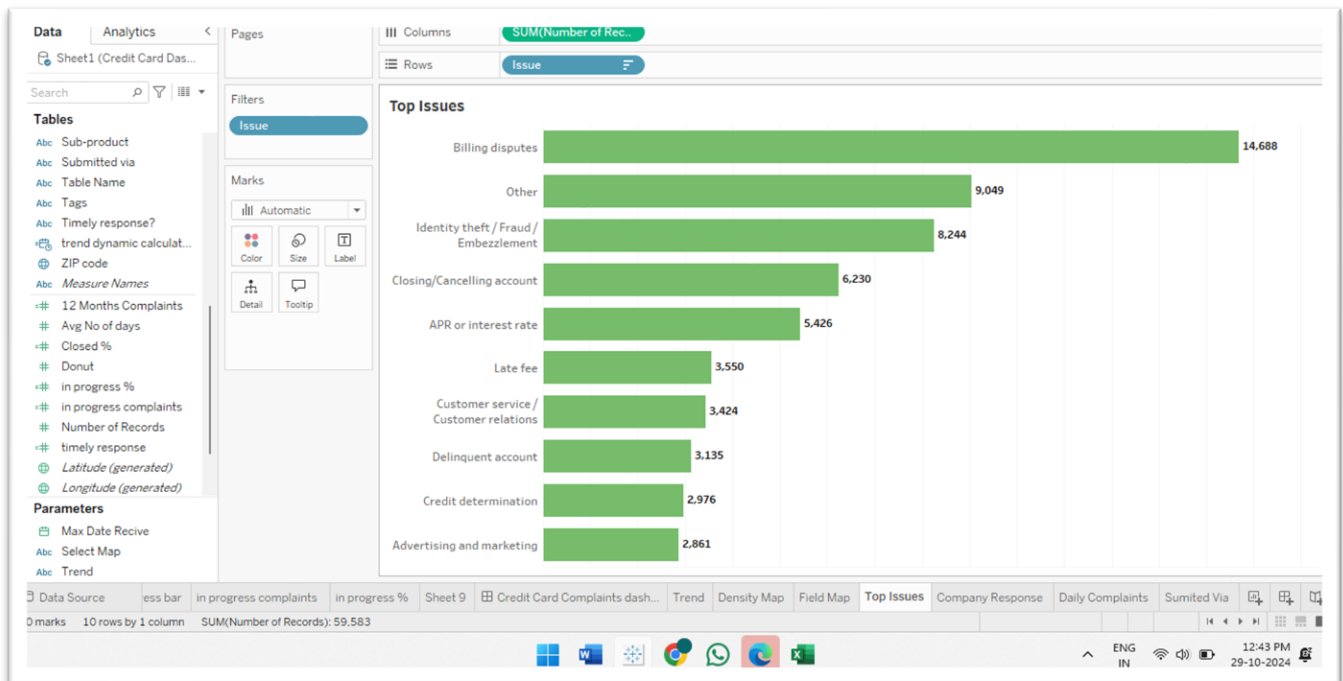 Data Analytics <
Sheet1 (Credit Card Das...
Search
Tables
Abc Sub-product
Abc Submitted via
Abc Table Name
Abc Tags
Abc Timely response?
trend dynamic calculat...
ZIP code
Abc Measure Names
=# 12 Months Complaints
# Avg No of days
=# Closed %
# Donut
=# in progress %
=# in progress complaints
# Number of Records
=# timely response
Latitude (generated)
Longitude (generated)
Parameters
Max Date Recive
Abc Select Map
Abc Trend
Pages
Filters
Issue
Marks
Automatic
Color Size Label
Detail Tooltip
Columns SUM(Number of Rec..
Rows Issue
Top Issues
Billing disputes 14,688
Other 9,049
Identity theft / Fraud /
Embezzlement 8,244
Closing/Cancelling account 6,230
APR or interest rate 5,426
Late fee 3,550
Customer service /
Customer relations 3,424
Delinquent account 3,135
Credit determination 2,976
Advertising and marketing 2,861
Data Source ess bar in progress complaints in progress % Sheet 9 Credit Card Complaints dash... Trend Density Map Field Map Top Issues Company Response Daily Complaints Sumited Via
0 marks 10 rows by 1 column SUM(Number of Records): 59,583
ENG 12:43 PM
IN 29-10-2024